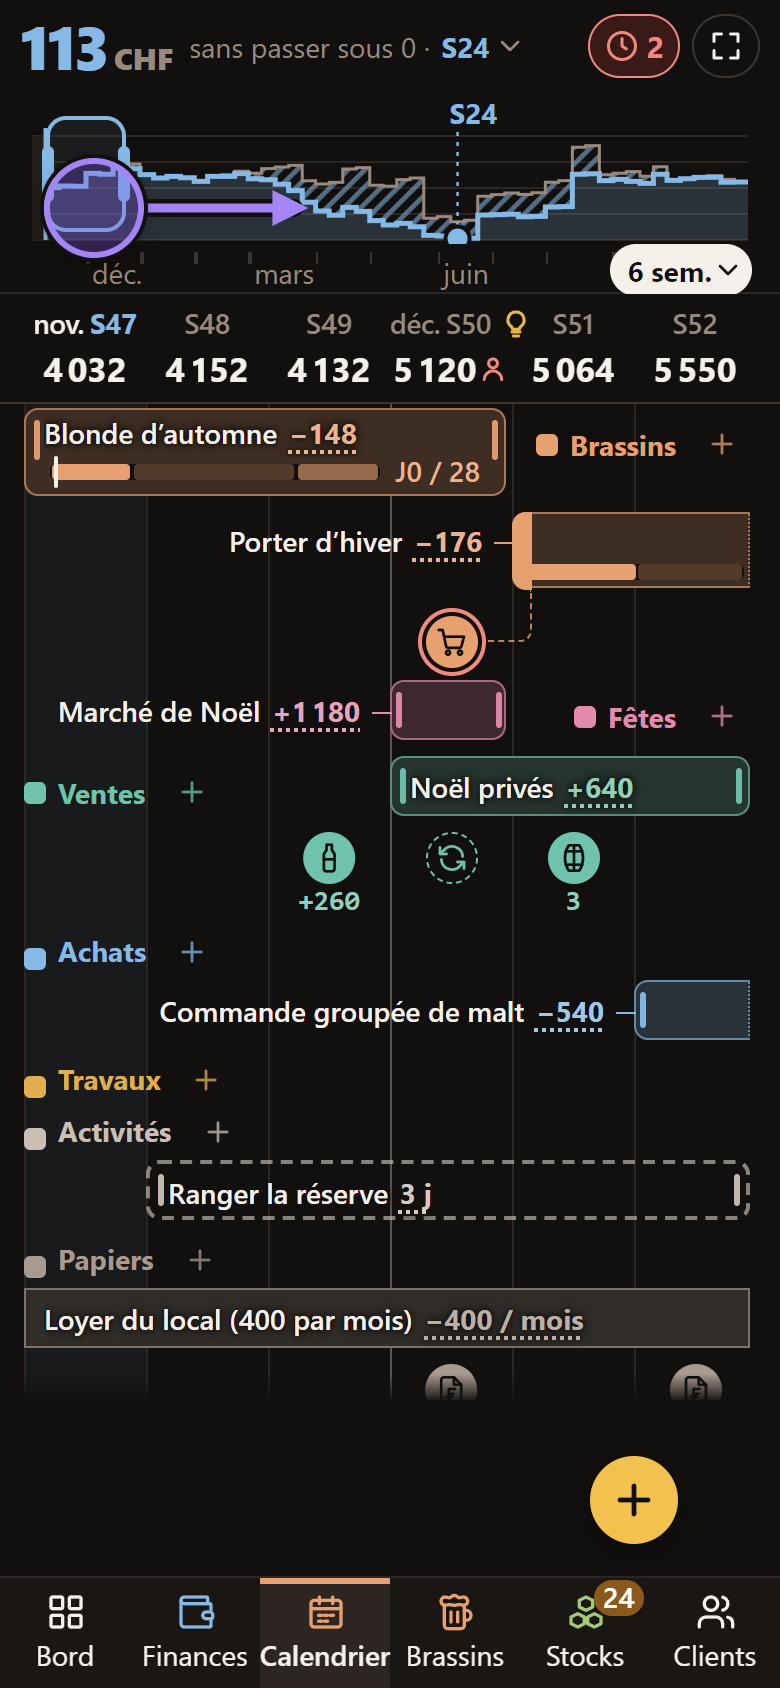 113 CHF sans passer sous 0 · S24
2
S24
déc. mars juin
6 sem.
nov. S47 S48 S49 déc. S50 S51 S52
4 032 4 152 4 132 5 120 5 064 5 550
Blonde d’automne −148
J0 / 28
Brassins +
Porter d’hiver −176
Marché de Noël +1 180
Fêtes +
Ventes +
Noël privés +640
+260 3
Achats +
Commande groupée de malt −540
Travaux +
Activités +
Ranger la réserve 3 j
Papiers +
Loyer du local (400 par mois) −400 / mois
+
24
Bord Finances Calendrier Brassins Stocks Clients